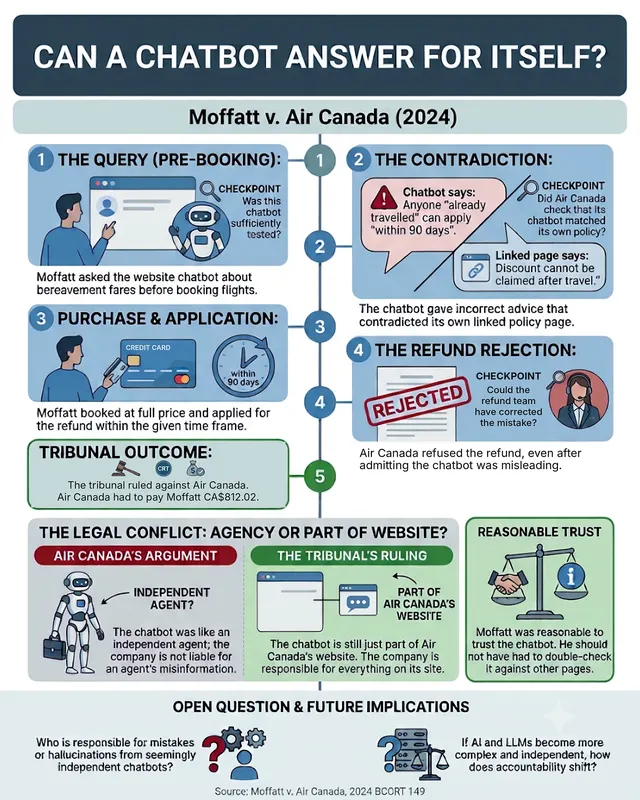 CAN A CHATBOT ANSWER FOR ITSELF?
Moffatt v. Air Canada (2024)
1 THE QUERY (PRE-BOOKING):
CHECKPOINT
Was this
chatbot
sufficiently
tested?
Moffatt asked the website chatbot about
bereavement fares before booking flights.
1
2 THE CONTRADICTION:
Chatbot says:
Anyone "already
travelled" can apply
"within 90 days".
CHECKPOINT
Did Air Canada
check that its
chatbot matched
its own policy?
Linked page says:
Discount cannot be
claimed after travel."
The chatbot gave incorrect advice that
contradicted its own linked policy page.
2
3 PURCHASE & APPLICATION:
CREDIT CARD
within
90 days
Moffatt booked at full price and applied for
the refund within the given time frame.
3
4 THE REFUND REJECTION:
REJECTED
CHECKPOINT
Could the
refund team
have corrected
the mistake?
Air Canada refused the refund, even after
admitting the chatbot was misleading.
4
TRIBUNAL OUTCOME:
CRT
$
The tribunal ruled against Air Canada.
Air Canada had to pay Moffatt CA$812.02.
5
THE LEGAL CONFLICT: AGENCY OR PART OF WEBSITE?
AIR CANADA'S ARGUMENT
INDEPENDENT
AGENT?
The chatbot was like an
independent agent; the
company is not liable for
an agent's misinformation.
THE TRIBUNAL'S RULING
PART OF
AIR CANADA'S
WEBSITE
The chatbot is still just part of Air
Canada's website. The company is
responsible for everything on its site.
REASONABLE TRUST
i
Moffatt was reasonable to
trust the chatbot. He should
not have had to double-check
it against other pages.
OPEN QUESTION & FUTURE IMPLICATIONS
Who is responsible for mistakes
or hallucinations from seemingly
independent chatbots?
?
?
If AI and LLMs become more
complex and independent, how
does accountability shift?
Source: Moffatt v. Air Canada, 2024 BCCRT 149